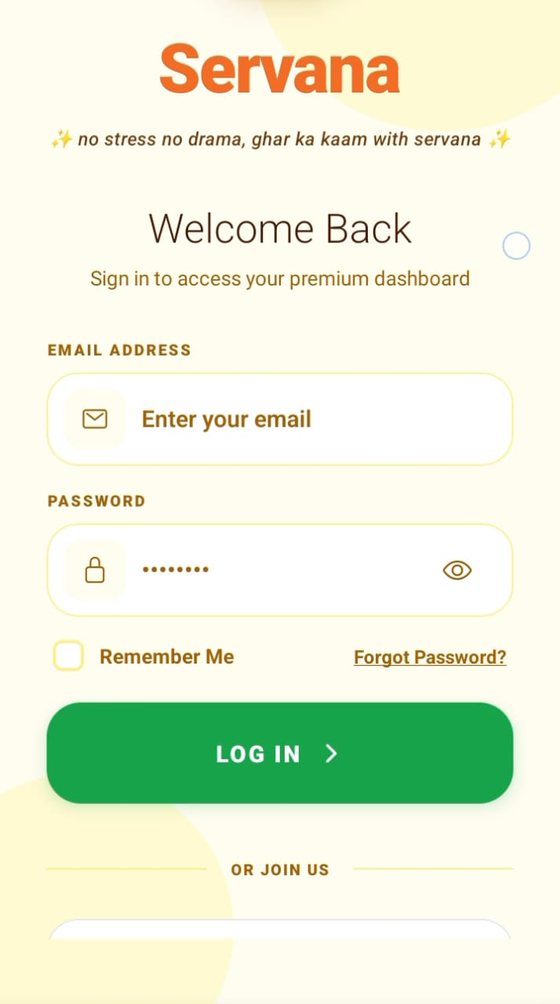 Servana
✨ no stress no drama, ghar ka kaam with servana ✨
Welcome Back
Sign in to access your premium dashboard
EMAIL ADDRESS
Enter your email
PASSWORD
••••••••
Remember Me
Forgot Password?
LOG IN
OR JOIN US